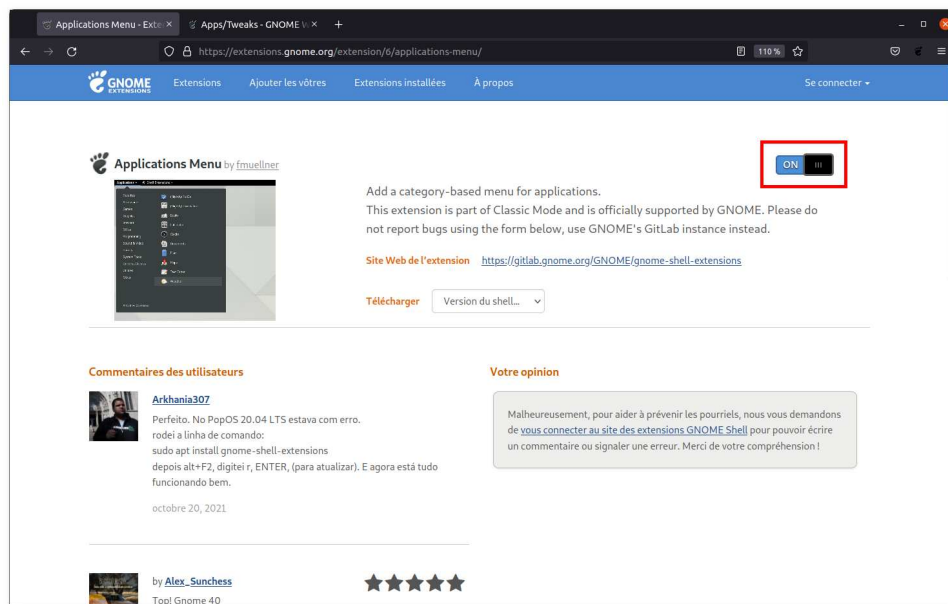 Applications Menu - Exte
Apps/Tweaks - GNOME W
https://extensions.gnome.org/extension/6/applications-menu/
110 %
GNOME
EXTENSIONS
Extensions
Ajouter les vôtres
Extensions installées
À propos
Se connecter
Applications Menu by fmuellner
ON
Add a category-based menu for applications.
This extension is part of Classic Mode and is officially supported by GNOME. Please do
not report bugs using the form below, use GNOME's GitLab instance instead.
Site Web de l'extension https://gitlab.gnome.org/GNOME/gnome-shell-extensions
Télécharger Version du shell...
Commentaires des utilisateurs
Arkhania307
Perfeito. No PopOS 20.04 LTS estava com erro.
rodei a linha de comando:
sudo apt install gnome-shell-extensions
depois alt+F2, digitei r, ENTER, (para atualizar). E agora está tudo
funcionando bem.
octobre 20, 2021
by Alex_Sunchess
Top! Gnome 40
Votre opinion
Malheureusement, pour aider à prévenir les pourriels, nous vous demandons
de vous connecter au site des extensions GNOME Shell pour pouvoir écrire
un commentaire ou signaler une erreur. Merci de votre compréhension !